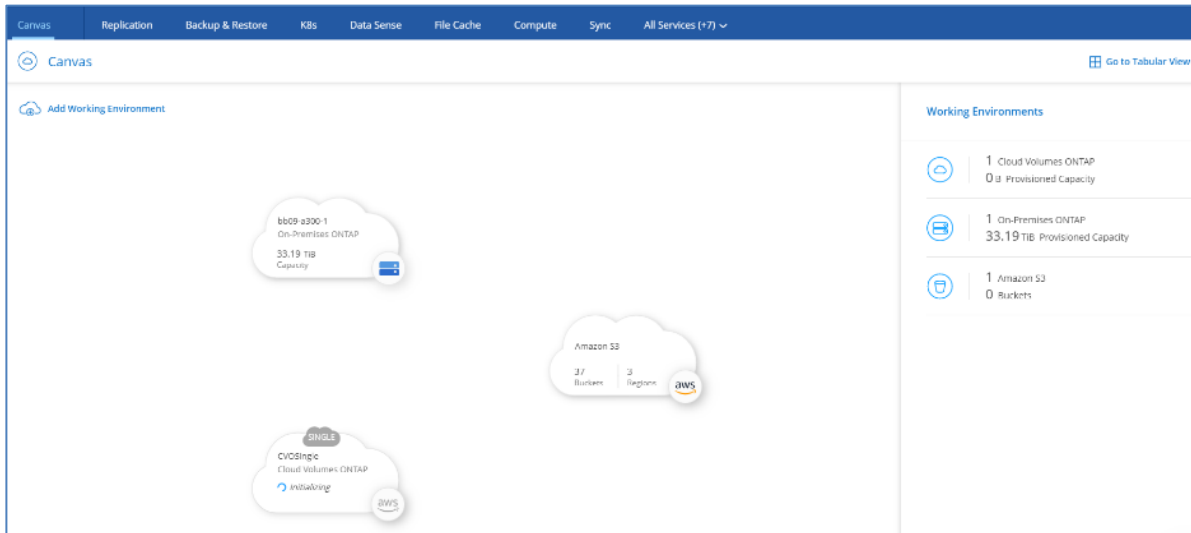 Canvas Replication Backup & Restore K8s Data Sense File Cache Compute Sync All Services (+7)
Canvas
Go to Tabular View
Add Working Environment
bb09-a300-1
On-Premises ONTAP
33.19 TiB
Capacity
Amazon S3
37 3
Buckets Regions
aws
SINGLE
CVOSingle
Cloud Volumes ONTAP
Initializing
aws
Working Environments
1 Cloud Volumes ONTAP
0 B Provisioned Capacity
1 On-Premises ONTAP
33.19 TiB Provisioned Capacity
1 Amazon S3
0 Buckets